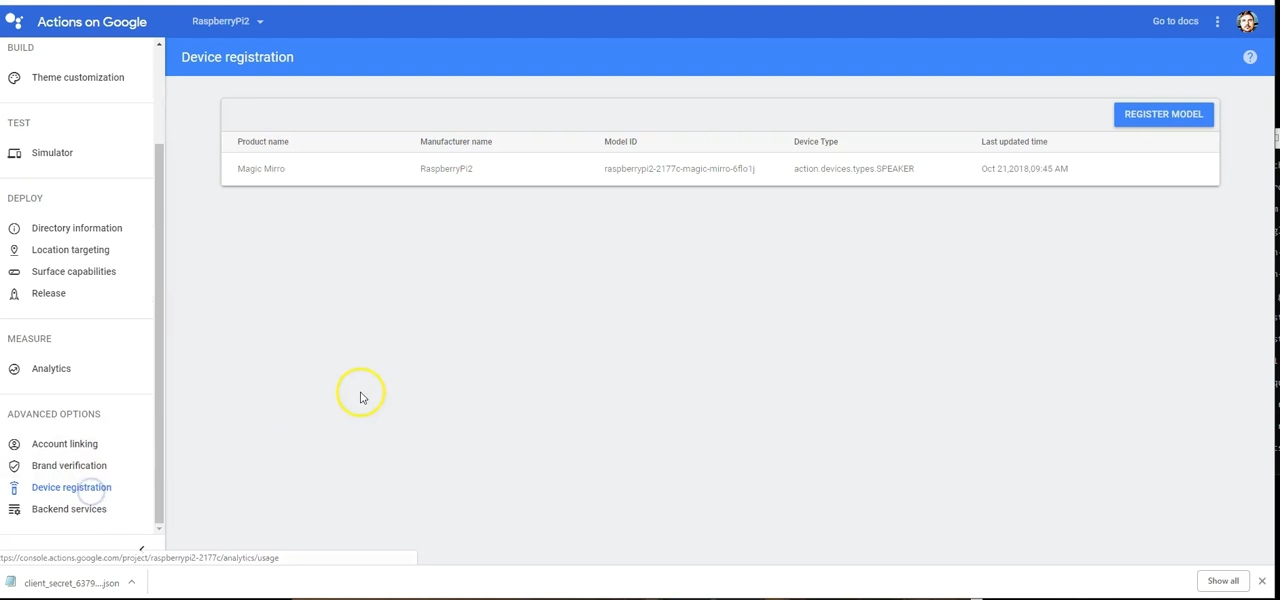 Actions on Google
RaspberryPi2
Go to docs
BUILD
Theme customization
TEST
Simulator
DEPLOY
Directory information
Location targeting
Surface capabilities
Release
MEASURE
Analytics
ADVANCED OPTIONS
Account linking
Brand verification
Device registration
Backend services
Device registration
REGISTER MODEL
Product name Manufacturer name Model ID Device Type Last updated time
Magic Mirro RaspberryPi2 raspberrypi2-2177c-magic-mirro-6flo1j action.devices.types.SPEAKER Oct 21,2018,09:45 AM
ttps://console.actions.google.com/project/raspberrypi2-2177c/analytics/usage
client_secret_6379....json
Show all